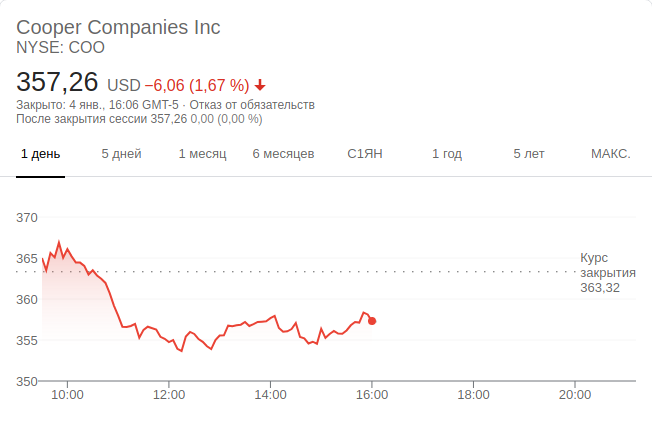 Cooper Companies Inc
NYSE: COO
357,26 USD −6,06 (1,67 %)
Закрыто: 4 янв., 16:06 GMT-5 · Отказ от обязательств
После закрытия сессии 357,26 0,00 (0,00 %)
1 день 5 дней 1 месяц 6 месяцев С1ЯН 1 год 5 лет МАКС.
370
365
360
355
350
Курс
закрытия
363,32
10:00 12:00 14:00 16:00 18:00 20:00